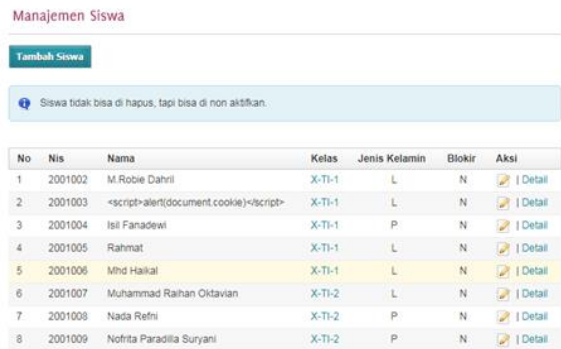 Manajemen Siswa
Tambah Siswa
Siswa tidak bisa di hapus, tapi bisa di non aktifkan.
No Nis Nama Kelas Jenis Kelamin Blokir Aksi
1 2001002 M.Robie Dahril X-TI-1 L N | Detail
2 2001003 <script>alert(document.cookie)</script> X-TI-1 L N | Detail
3 2001004 Isil Fanadewi X-TI-1 P N | Detail
4 2001005 Rahmat X-TI-1 L N | Detail
5 2001006 Mhd Haikal X-TI-1 L N | Detail
6 2001007 Muhammad Raihan Oktavian X-TI-2 L N | Detail
7 2001008 Nada Refni X-TI-2 P N | Detail
8 2001009 Nofrita Paradilla Suryani X-TI-2 P N | Detail